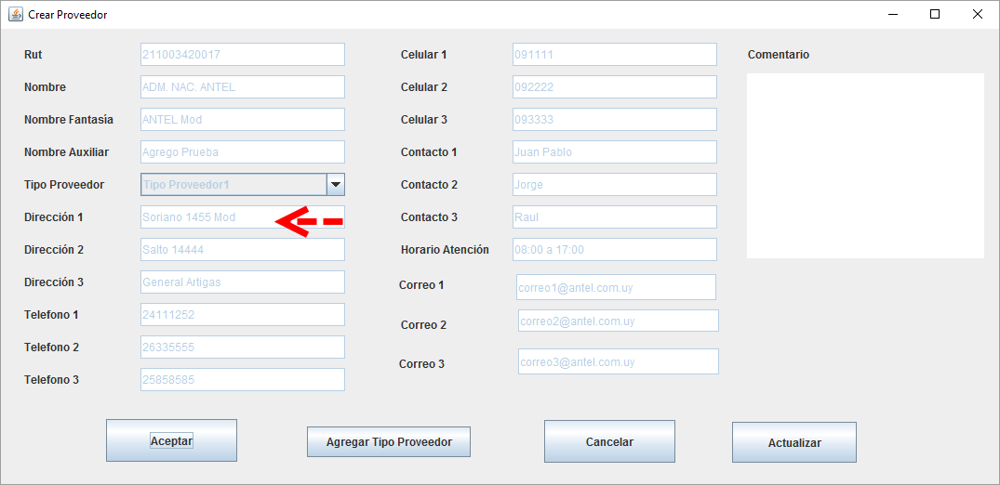 Crear Proveedor
Rut 211003420017
Nombre ADM. NAC. ANTEL
Nombre Fantasía ANTEL Mod
Nombre Auxiliar Agrego Prueba
Tipo Proveedor Tipo Proveedor1
Dirección 1 Soriano 1455 Mod
Dirección 2 Salto 14444
Dirección 3 General Artigas
Telefono 1 24111252
Telefono 2 26335555
Telefono 3 25858585
Celular 1 091111
Celular 2 092222
Celular 3 093333
Contacto 1 Juan Pablo
Contacto 2 Jorge
Contacto 3 Raul
Horario Atención 08:00 a 17:00
Correo 1 correo1@antel.com.uy
Correo 2 correo2@antel.com.uy
Correo 3 correo3@antel.com.uy
Comentario
Aceptar Agregar Tipo Proveedor Cancelar Actualizar